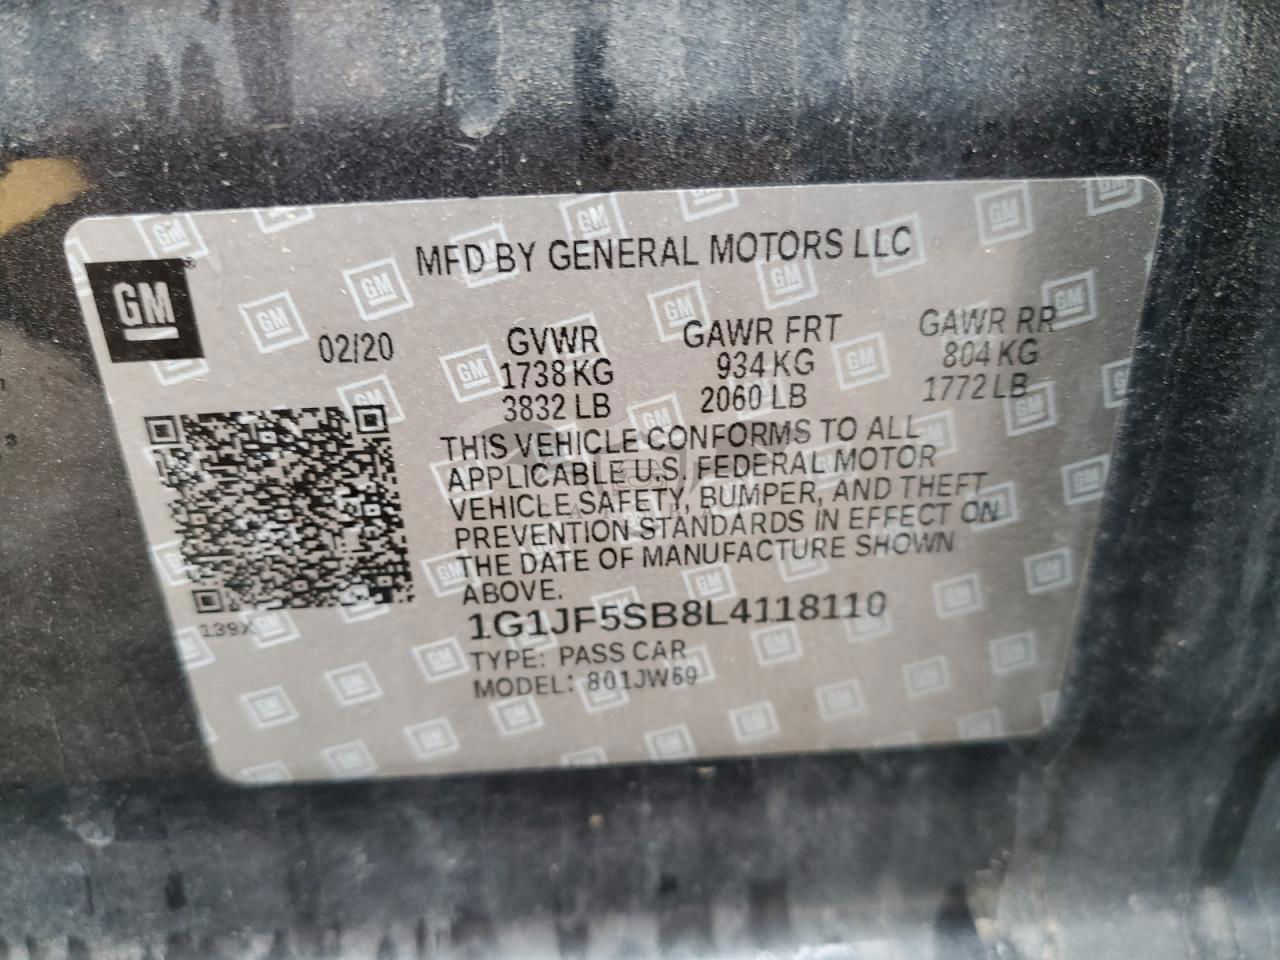 MFD BY GENERAL MOTORS LLC
GM
02/20 GVWR GAWR FRT GAWR RR
1738 KG 934 KG 804 KG
3832 LB 2060 LB 1772 LB
THIS VEHICLE CONFORMS TO ALL
APPLICABLE U.S. FEDERAL MOTOR
VEHICLE SAFETY, BUMPER, AND THEFT
PREVENTION STANDARDS IN EFFECT ON
THE DATE OF MANUFACTURE SHOWN
ABOVE.
139X
1G1JF5SB8L4118110
TYPE: PASS CAR
MODEL: 801JW69